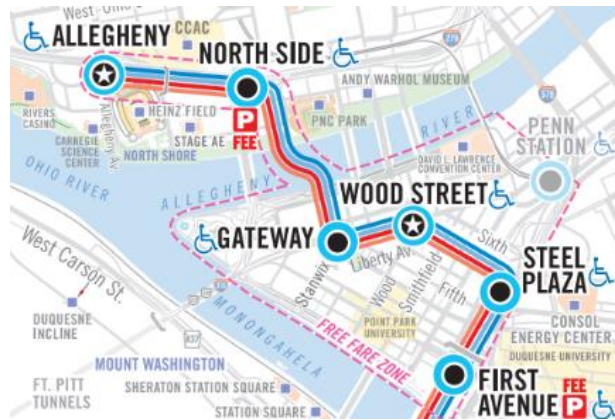 West Ohio St.
CCAC
ALLEGHENY
NORTH SIDE
279
579
ANDY WARHOL MUSEUM
RIVERS
CASINO
HEINZ FIELD
Allegheny Av.
P
FEE
PNC PARK
PENN
STATION
CARNEGIE
SCIENCE
CENTER
STAGE AE
NORTH SHORE
RIVER
DAVID L. LAWRENCE
CONVENTION CENTER
OHIO RIVER
ALLEGHENY
WOOD STREET
GATEWAY
Liberty Av.
Sixth
West Carson St.
STEEL
PLAZA
Stanwix
Wood
Smithfield
Fifth
CONSOL
ENERGY CENTER
DUQUESNE
INCLINE
MONONGAHELA
FREE FARE ZONE
POINT PARK
UNIVERSITY
DUQUESNE UNIVERSITY
MOUNT WASHINGTON
FT. PITT
TUNNELS
SHERATON STATION SQUARE
STATION SQUARE
FIRST
AVENUE
FEE
P